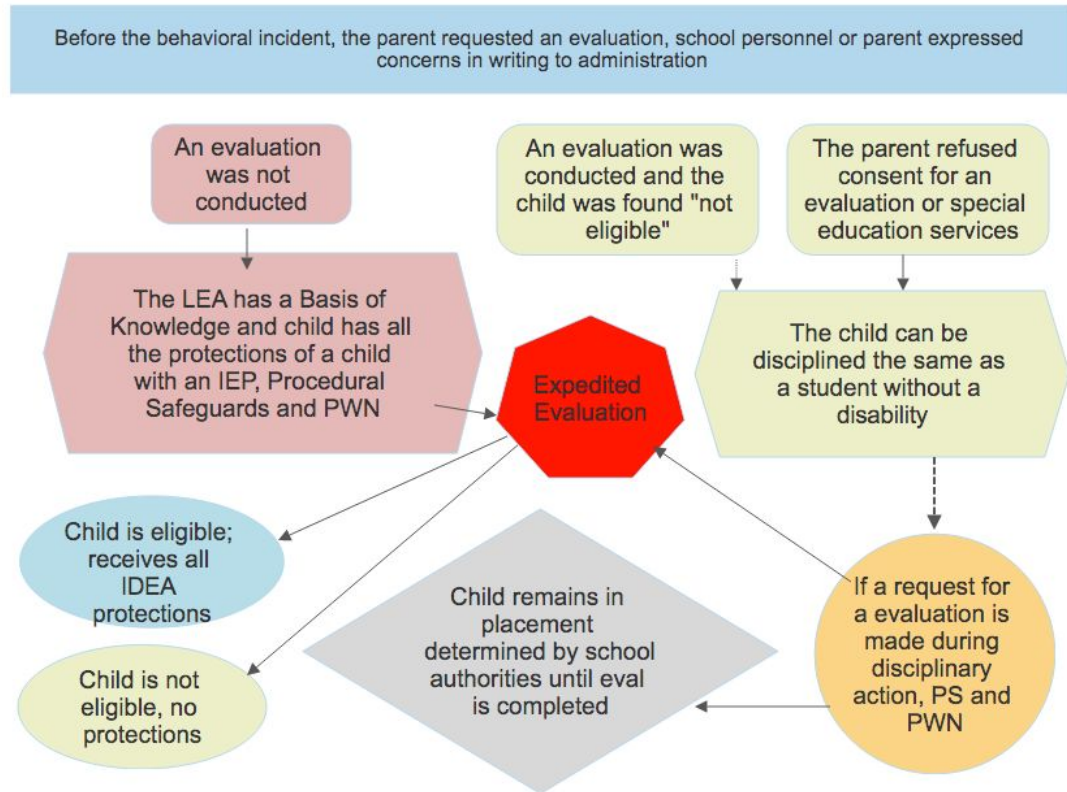 Before the behavioral incident, the parent requested an evaluation, school personnel or parent expressed
concerns in writing to administration
An evaluation
was not
conducted
An evaluation was
conducted and the
child was found "not
eligible"
The parent refused
consent for an
evaluation or special
education services
The LEA has a Basis of
Knowledge and child has all
the protections of a child
with an IEP, Procedural
Safeguards and PWN
Expedited
Evaluation
The child can be
disciplined the same as
a student without a
disability
Child is eligible;
receives all
IDEA
protections
Child is not
eligible, no
protections
Child remains in
placement
determined by school
authorities until eval
is completed
If a request for
a evaluation is
made during
disciplinary
action, PS and
PWN